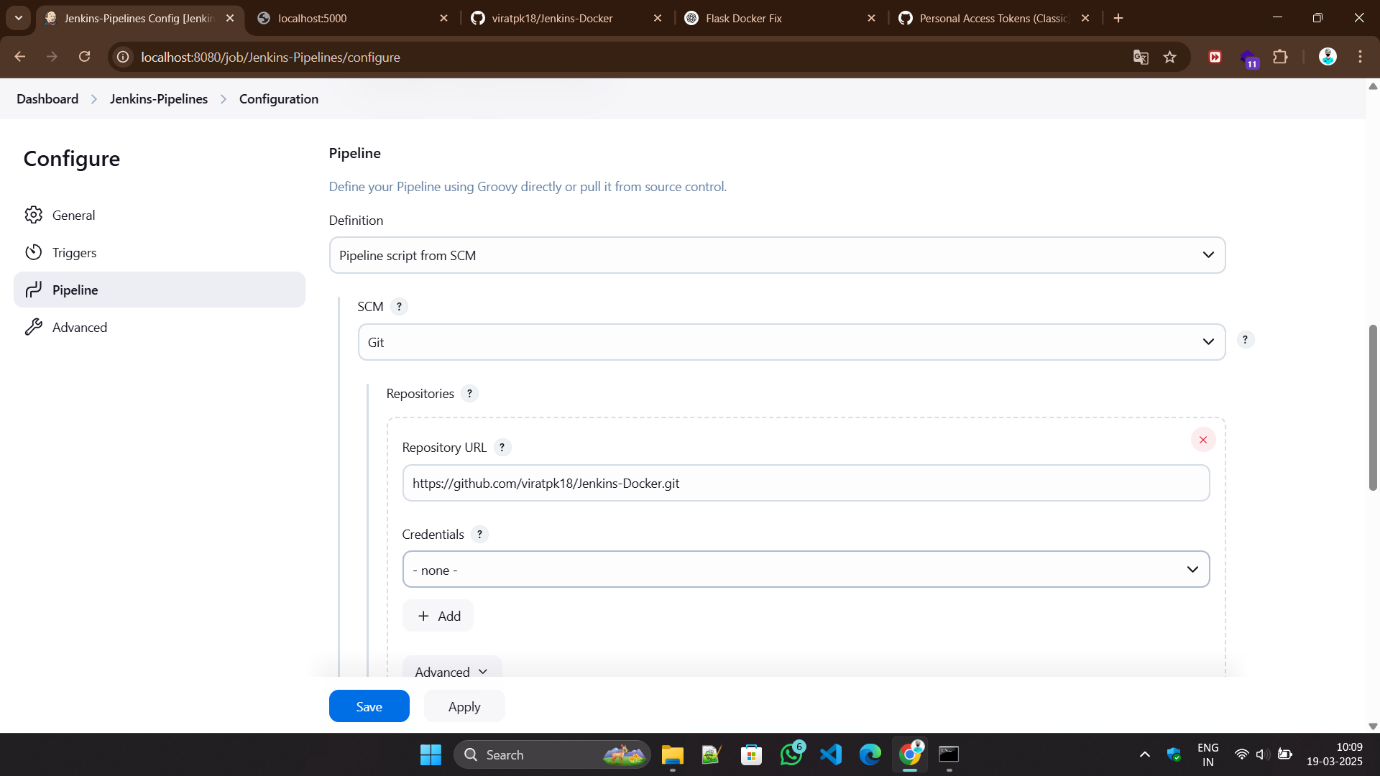 Jenkins-Pipelines Config [Jenkin
localhost:5000
viratpk18/Jenkins-Docker
Flask Docker Fix
Personal Access Tokens (Classic)
localhost:8080/job/Jenkins-Pipelines/configure
11
Dashboard
Jenkins-Pipelines
Configuration
Configure
General
Triggers
Pipeline
Advanced
Pipeline
Define your Pipeline using Groovy directly or pull it from source control.
Definition
Pipeline script from SCM
SCM ?
Git
?
Repositories ?
Repository URL ?
https://github.com/viratpk18/Jenkins-Docker.git
Credentials ?
- none -
+ Add
Advanced
Save
Apply
Search
6
ENG
IN
10:09
19-03-2025